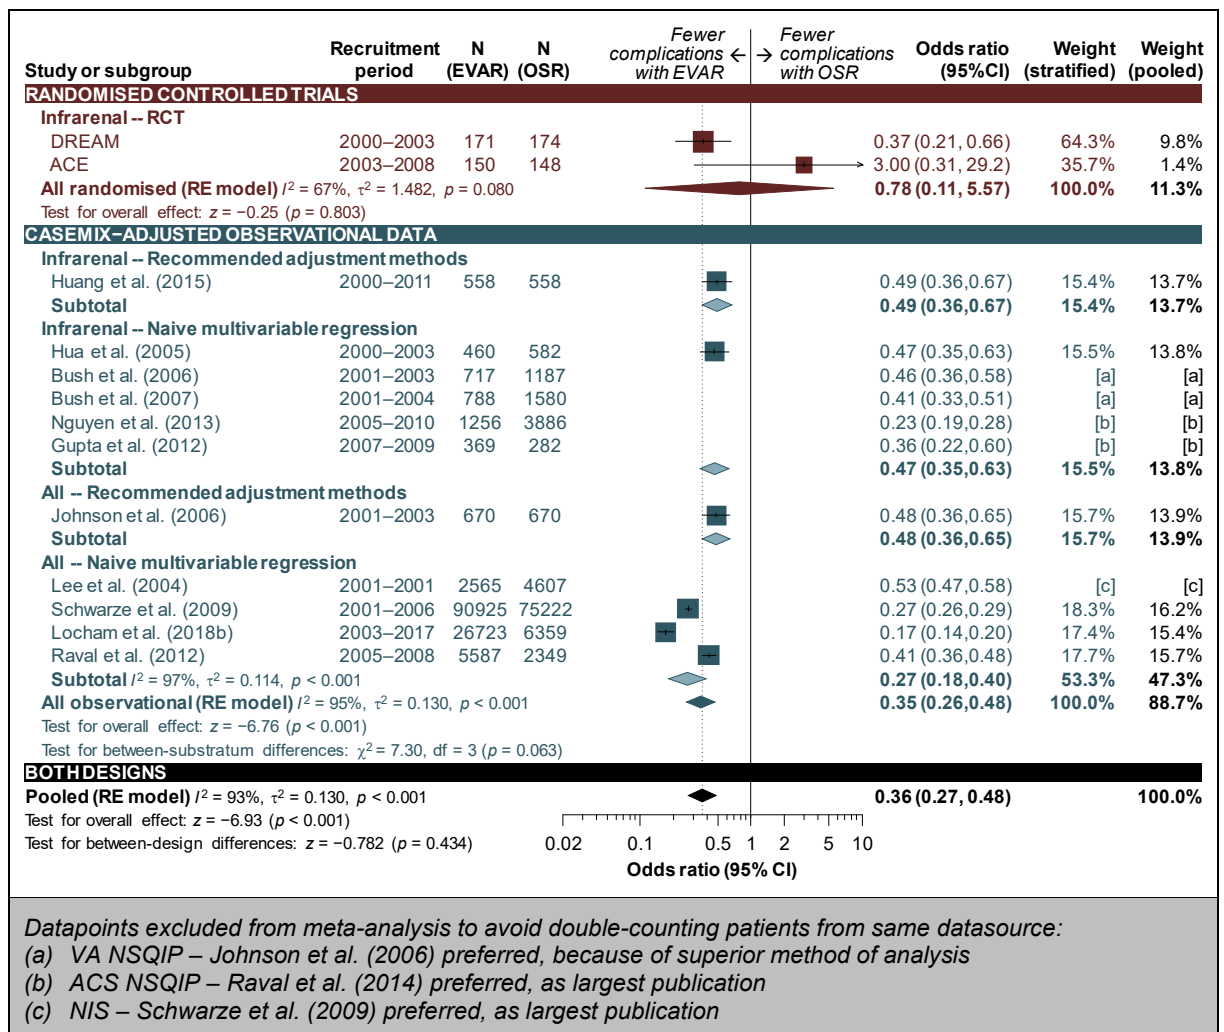 Study or subgroup Recruitment period N (EVAR) N (OSR) Fewer complications with EVAR ← → Fewer complications with OSR Odds ratio (95%CI) Weight (stratified) Weight (pooled)
RANDOMISED CONTROLLED TRIALS
Infrarenal -- RCT
DREAM 2000–2003 171 174 0.37 (0.21, 0.66) 64.3% 9.8%
ACE 2003–2008 150 148 3.00 (0.31, 29.2) 35.7% 1.4%
All randomised (RE model) I² = 67%, τ² = 1.482, p = 0.080 0.78 (0.11, 5.57) 100.0% 11.3%
Test for overall effect: z = −0.25 (p = 0.803)
CASEMIX−ADJUSTED OBSERVATIONAL DATA
Infrarenal -- Recommended adjustment methods
Huang et al. (2015) 2000–2011 558 558 0.49 (0.36,0.67) 15.4% 13.7%
Subtotal 0.49 (0.36,0.67) 15.4% 13.7%
Infrarenal -- Naive multivariable regression
Hua et al. (2005) 2000–2003 460 582 0.47 (0.35,0.63) 15.5% 13.8%
Bush et al. (2006) 2001–2003 717 1187 0.46 (0.36,0.58) [a] [a]
Bush et al. (2007) 2001–2004 788 1580 0.41 (0.33,0.51) [a] [a]
Nguyen et al. (2013) 2005–2010 1256 3886 0.23 (0.19,0.28) [b] [b]
Gupta et al. (2012) 2007–2009 369 282 0.36 (0.22,0.60) [b] [b]
Subtotal 0.47 (0.35,0.63) 15.5% 13.8%
All -- Recommended adjustment methods
Johnson et al. (2006) 2001–2003 670 670 0.48 (0.36,0.65) 15.7% 13.9%
Subtotal 0.48 (0.36,0.65) 15.7% 13.9%
All -- Naive multivariable regression
Lee et al. (2004) 2001–2001 2565 4607 0.53 (0.47,0.58) [c] [c]
Schwarze et al. (2009) 2001–2006 90925 75222 0.27 (0.26,0.29) 18.3% 16.2%
Locham et al. (2018b) 2003–2017 26723 6359 0.17 (0.14,0.20) 17.4% 15.4%
Raval et al. (2012) 2005–2008 5587 2349 0.41 (0.36,0.48) 17.7% 15.7%
Subtotal I² = 97%, τ² = 0.114, p < 0.001 0.27 (0.18,0.40) 53.3% 47.3%
All observational (RE model) I² = 95%, τ² = 0.130, p < 0.001 0.35 (0.26,0.48) 100.0% 88.7%
Test for overall effect: z = −6.76 (p < 0.001)
Test for between-substratum differences: χ² = 7.30, df = 3 (p = 0.063)
BOTH DESIGNS
Pooled (RE model) I² = 93%, τ² = 0.130, p < 0.001 0.36 (0.27, 0.48) 100.0%
Test for overall effect: z = −6.93 (p < 0.001)
Test for between-design differences: z = −0.782 (p = 0.434)
0.02 0.1 0.5 1 2 5 10
Odds ratio (95% CI)
Datapoints excluded from meta-analysis to avoid double-counting patients from same datasource:
(a) VA NSQIP – Johnson et al. (2006) preferred, because of superior method of analysis
(b) ACS NSQIP – Raval et al. (2014) preferred, as largest publication
(c) NIS – Schwarze et al. (2009) preferred, as largest publication